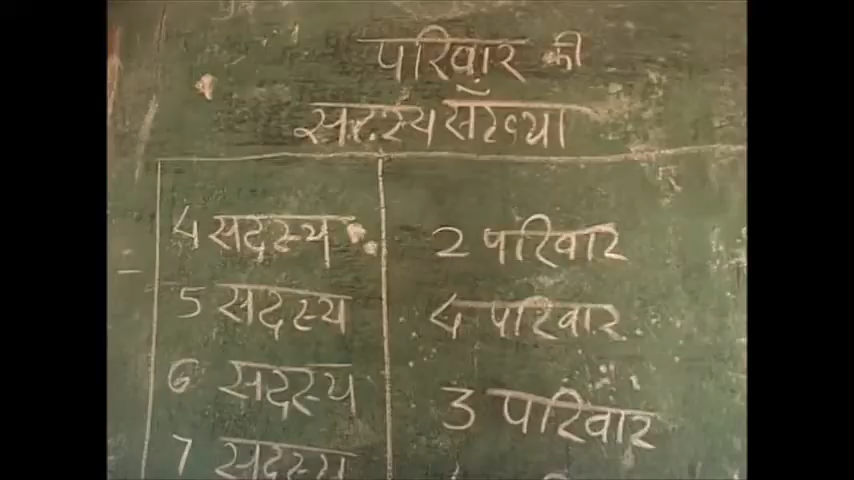 परिवार की
सदस्य संख्या
4 सदस्य 2 परिवार
5 सदस्य 4 परिवार
6 सदस्य 3 परिवार
7 सदस्य